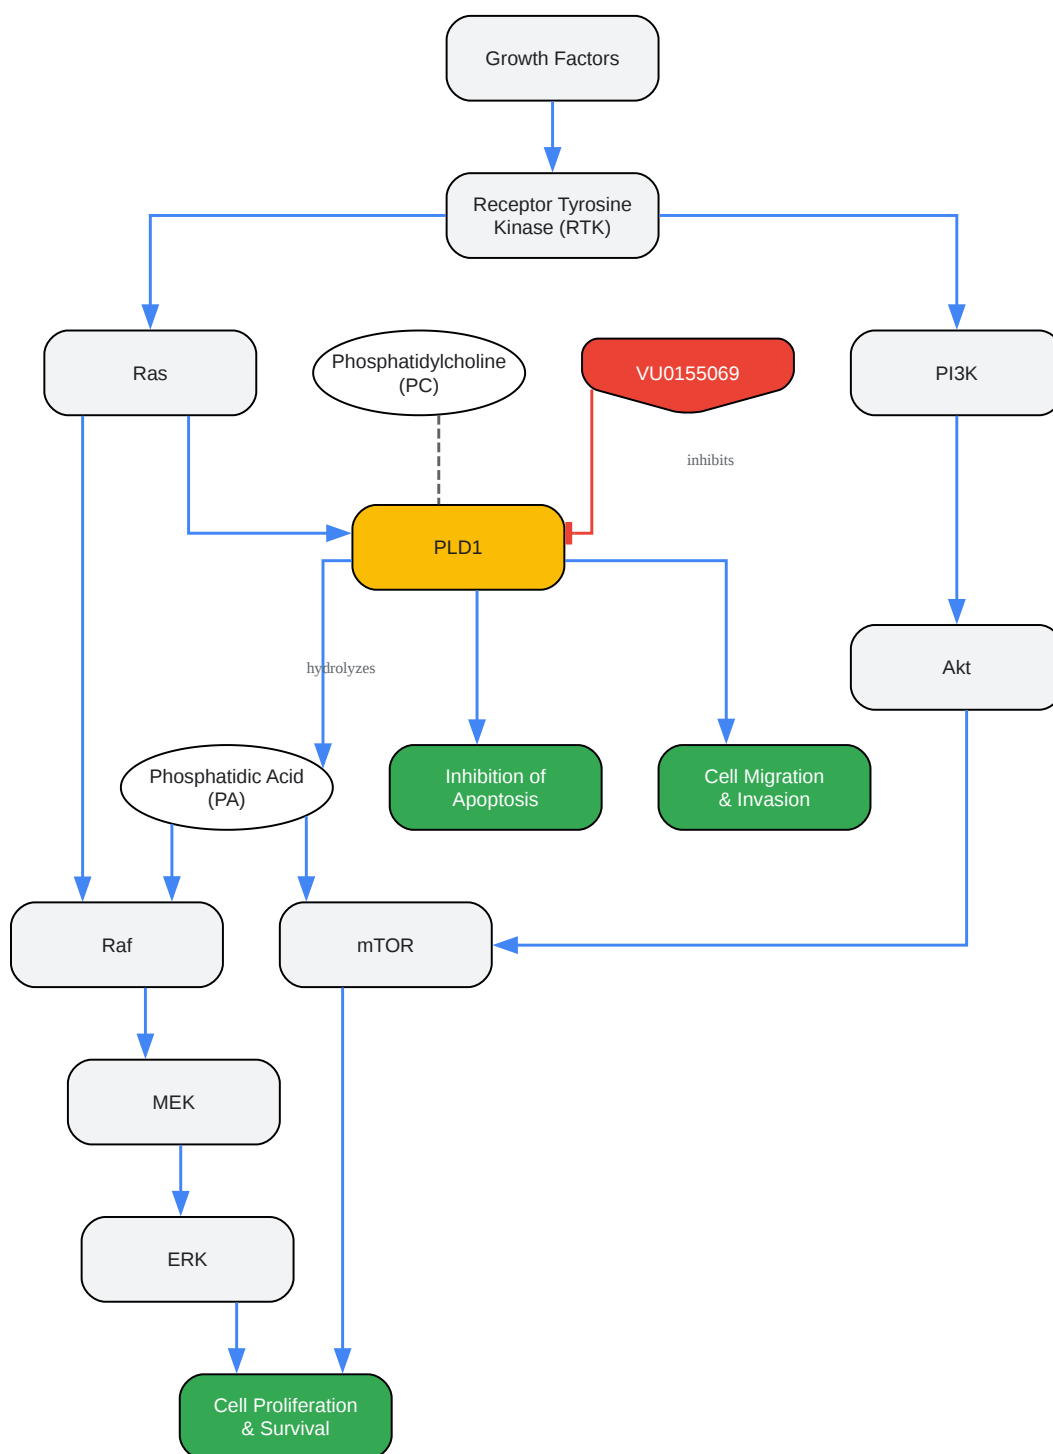 Growth Factors
Receptor Tyrosine
Kinase (RTK)
Ras
Phosphatidylcholine
(PC)
VU0155069
PI3K
inhibits
PLD1
hydrolyzes
Akt
Phosphatidic Acid
(PA)
Inhibition of
Apoptosis
Cell Migration
& Invasion
Raf
mTOR
MEK
ERK
Cell Proliferation
& Survival